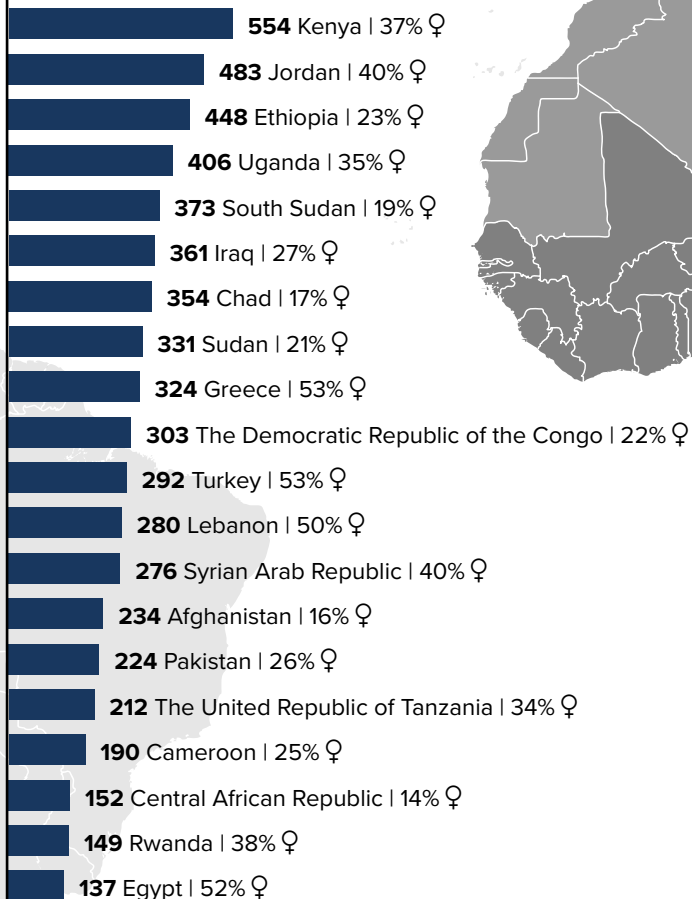 554 Kenya | 37% ♀
483 Jordan | 40% ♀
448 Ethiopia | 23% ♀
406 Uganda | 35% ♀
373 South Sudan | 19% ♀
361 Iraq | 27% ♀
354 Chad | 17% ♀
331 Sudan | 21% ♀
324 Greece | 53% ♀
303 The Democratic Republic of the Congo | 22% ♀
292 Turkey | 53% ♀
280 Lebanon | 50% ♀
276 Syrian Arab Republic | 40% ♀
234 Afghanistan | 16% ♀
224 Pakistan | 26% ♀
212 The United Republic of Tanzania | 34% ♀
190 Cameroon | 25% ♀
152 Central African Republic | 14% ♀
149 Rwanda | 38% ♀
137 Egypt | 52% ♀